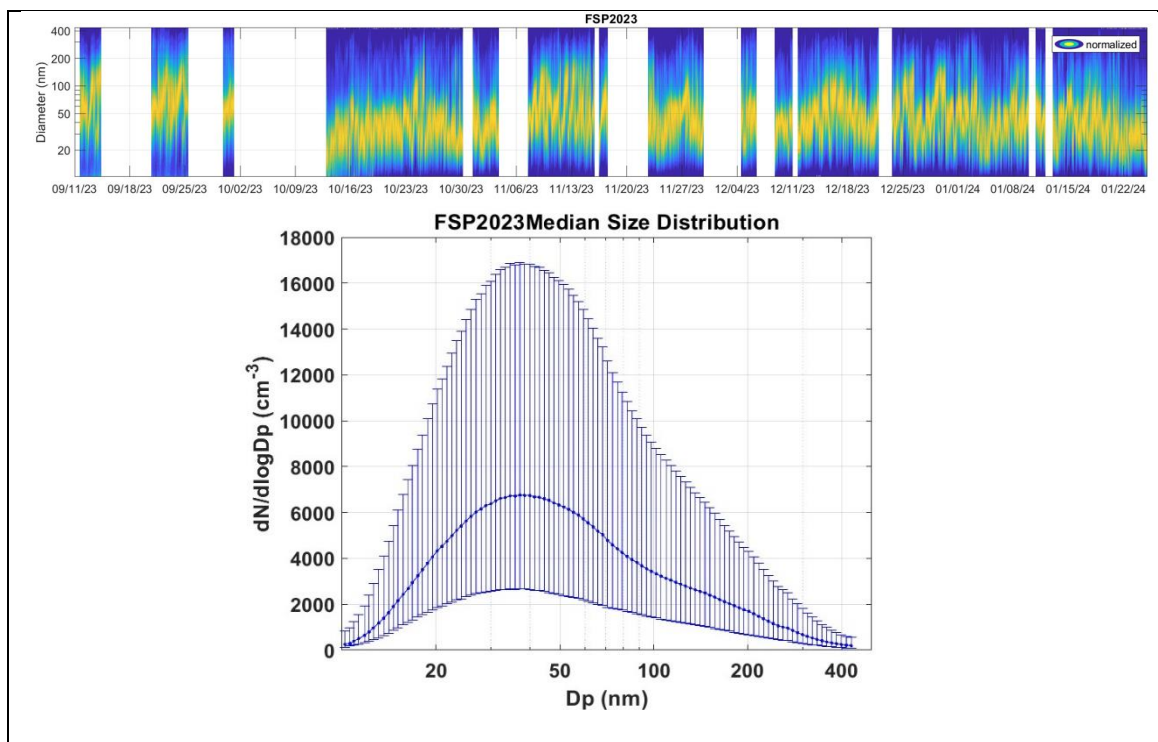 FSP2023
normalized
Diameter (nm)
400
200
100
50
20
09/11/23 09/18/23 09/25/23 10/02/23 10/09/23 10/16/23 10/23/23 10/30/23 11/06/23 11/13/23 11/20/23 11/27/23 12/04/23 12/11/23 12/18/23 12/25/23 01/01/24 01/08/24 01/15/24 01/22/24
FSP2023Median Size Distribution
dN/dlogDp (cm-3)
18000
16000
14000
12000
10000
8000
6000
4000
2000
0
20 50 100 200 400
Dp (nm)